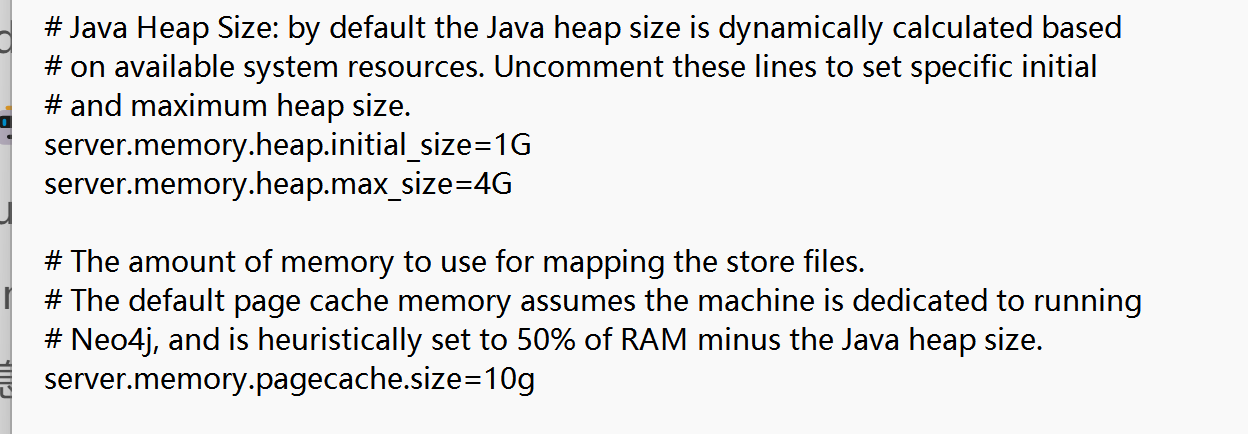 # Java Heap Size: by default the Java heap size is dynamically calculated based
# on available system resources. Uncomment these lines to set specific initial
# and maximum heap size.
server.memory.heap.initial_size=1G
server.memory.heap.max_size=4G
# The amount of memory to use for mapping the store files.
# The default page cache memory assumes the machine is dedicated to running
# Neo4j, and is heuristically set to 50% of RAM minus the Java heap size.
server.memory.pagecache.size=10g